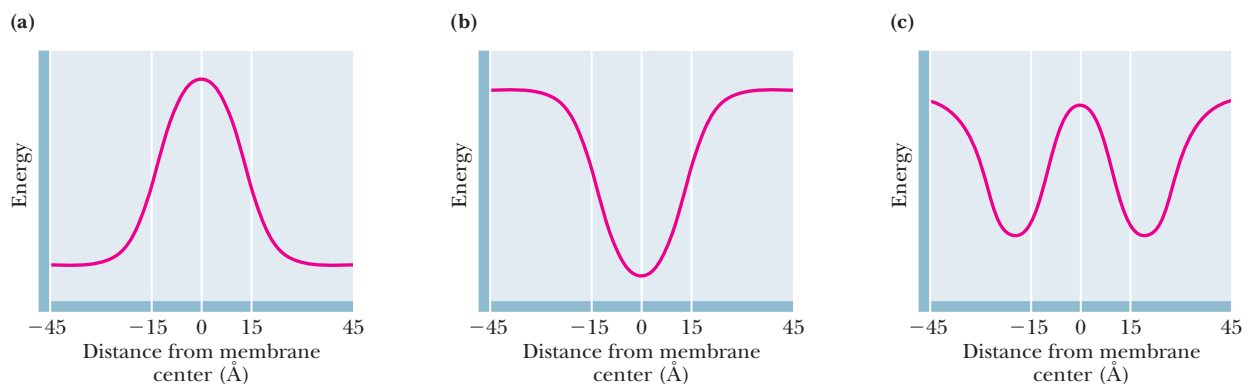 (a)
Energy
−45 −15 0 15 45
Distance from membrane
center (Å)
(b)
Energy
−45 −15 0 15 45
Distance from membrane
center (Å)
(c)
Energy
−45 −15 0 15 45
Distance from membrane
center (Å)